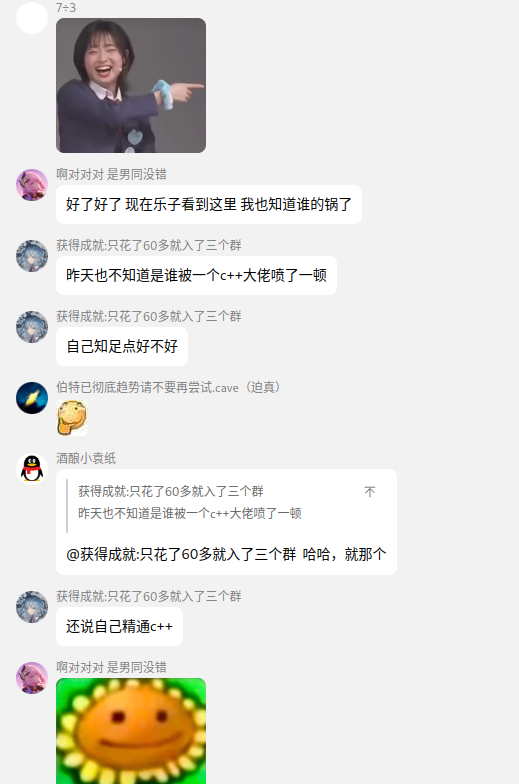 7÷3
啊对对对 是男同没错
好了好了 现在乐子看到这里 我也知道谁的锅了
获得成就:只花了60多就入了三个群
昨天也不知道是谁被一个c++大佬喷了一顿
获得成就:只花了60多就入了三个群
自己知足点好不好
伯特已彻底趋势请不要再尝试.cave（迫真）
酒酿小袁纸
获得成就:只花了60多就入了三个群
昨天也不知道是谁被一个c++大佬喷了一顿
@获得成就:只花了60多就入了三个群 哈哈，就那个
获得成就:只花了60多就入了三个群
还说自己精通c++
啊对对对 是男同没错